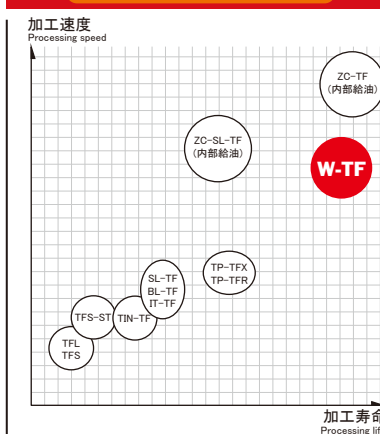 加工速度
Processing speed
ZC-TF
(内部給油)
ZC-SL-TF
(内部給油)
W-TF
TP-TFX
TP-TFR
SL-TF
BL-TF
IT-TF
TFS-ST
TIN-TF
TFL
TFS
加工寿命
Processing lif